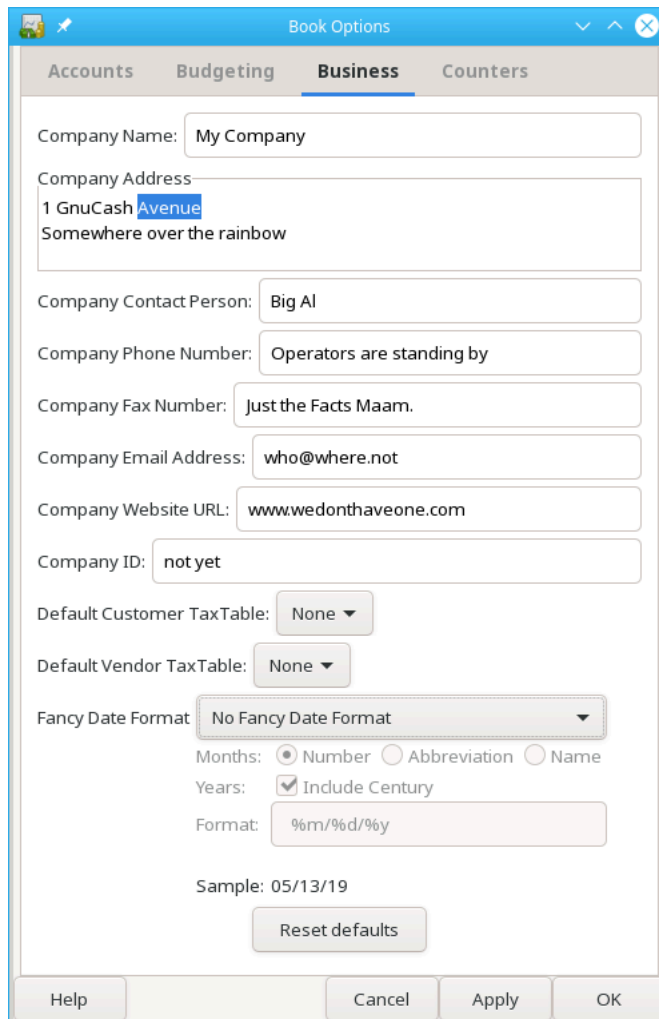 Book Options
Accounts Budgeting Business Counters
Company Name: My Company
Company Address
1 GnuCash Avenue
Somewhere over the rainbow
Company Contact Person: Big Al
Company Phone Number: Operators are standing by
Company Fax Number: Just the Facts Maam.
Company Email Address: who@where.not
Company Website URL: www.wedonthaveone.com
Company ID: not yet
Default Customer TaxTable: None
Default Vendor TaxTable: None
Fancy Date Format No Fancy Date Format
Months: Number Abbreviation Name
Years: Include Century
Format: %m/%d/%y
Sample: 05/13/19
Reset defaults
Help Cancel Apply OK